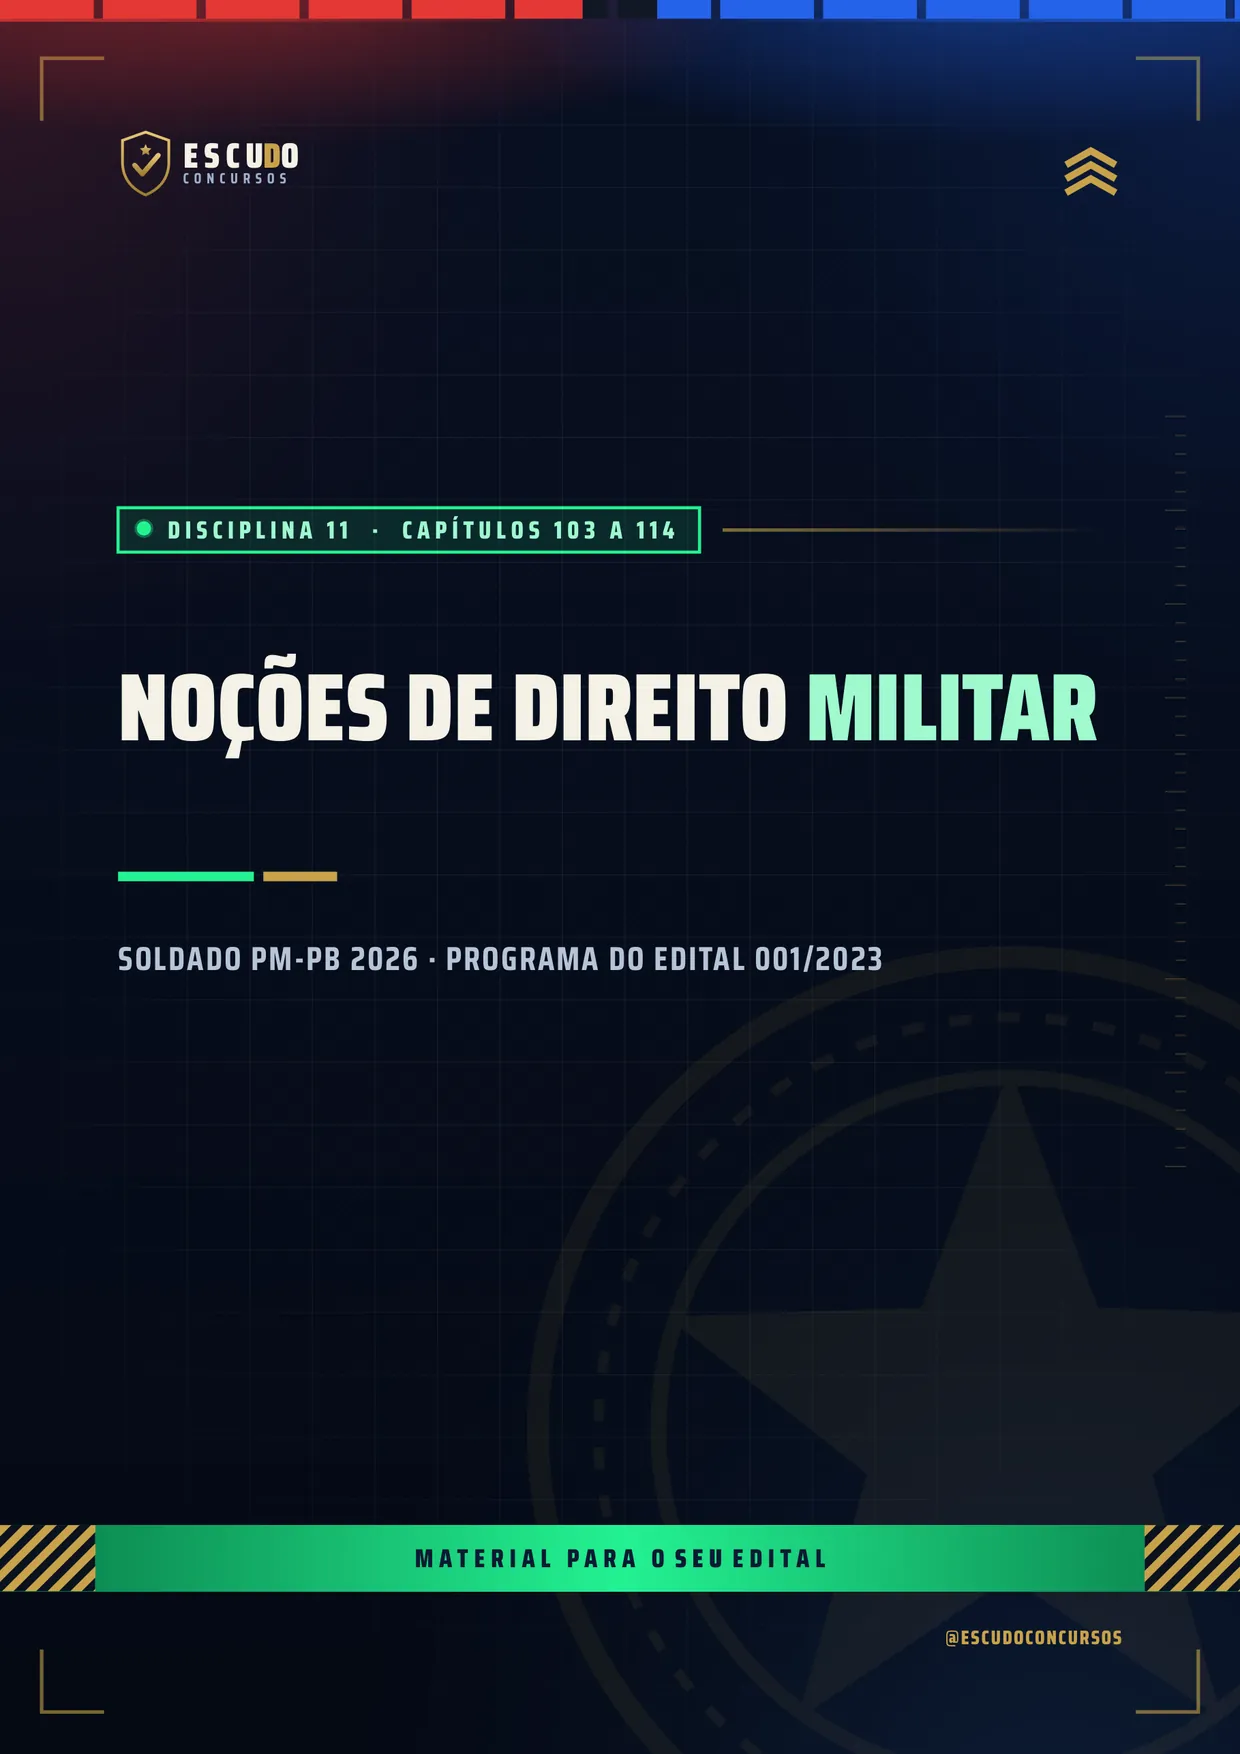 ESCUDO
CONCURSOS
DISCIPLINA 11 · CAPÍTULOS 103 A 114
NOÇÕES DE DIREITO MILITAR
SOLDADO PM-PB 2026 · PROGRAMA DO EDITAL 001/2023
MATERIAL PARA O SEU EDITAL
@ESCUDOCONCURSOS